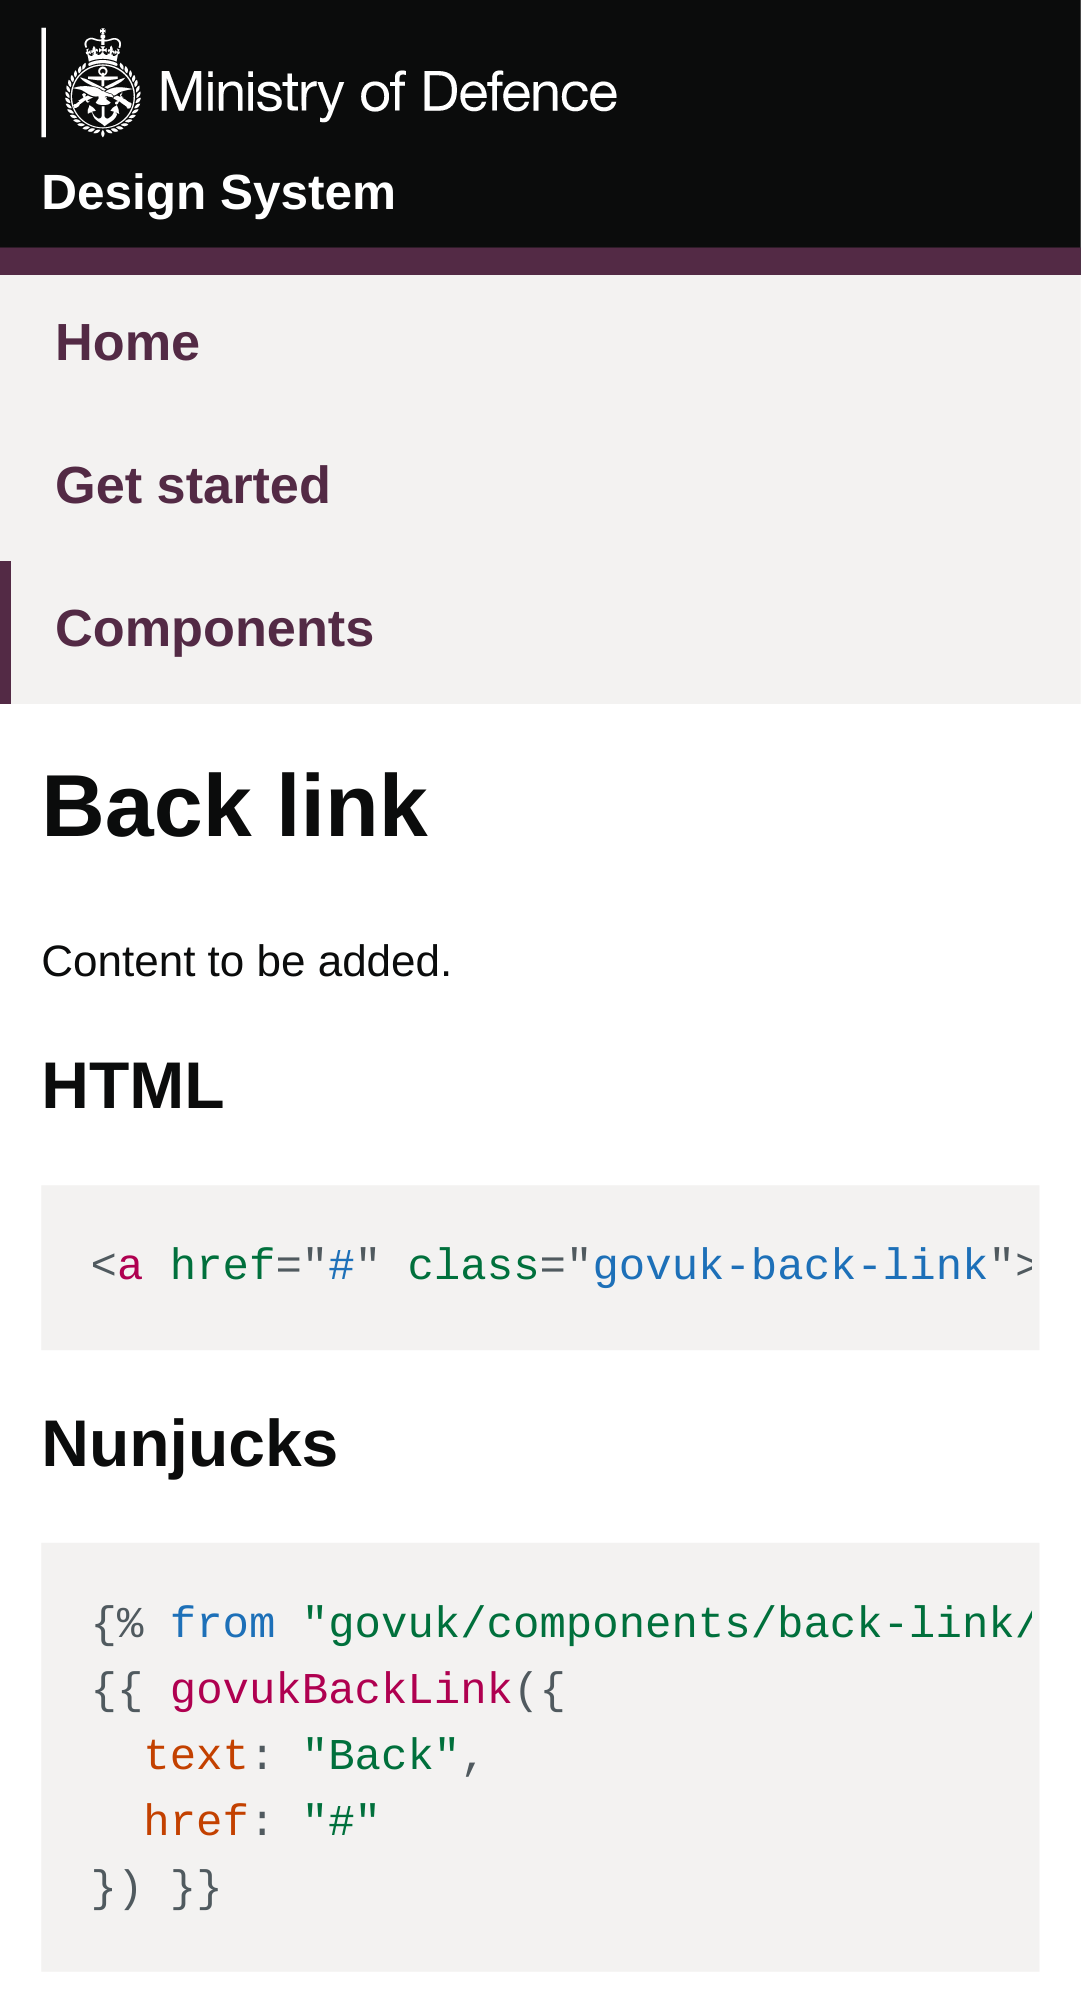 Ministry of Defence
Design System
Home
Get started
Components
Back link
Content to be added.
HTML
<a href="#" class="govuk-back-link">
Nunjucks
{% from "govuk/components/back-link/
{{ govukBackLink({
  text: "Back",
  href: "#"
}) }}